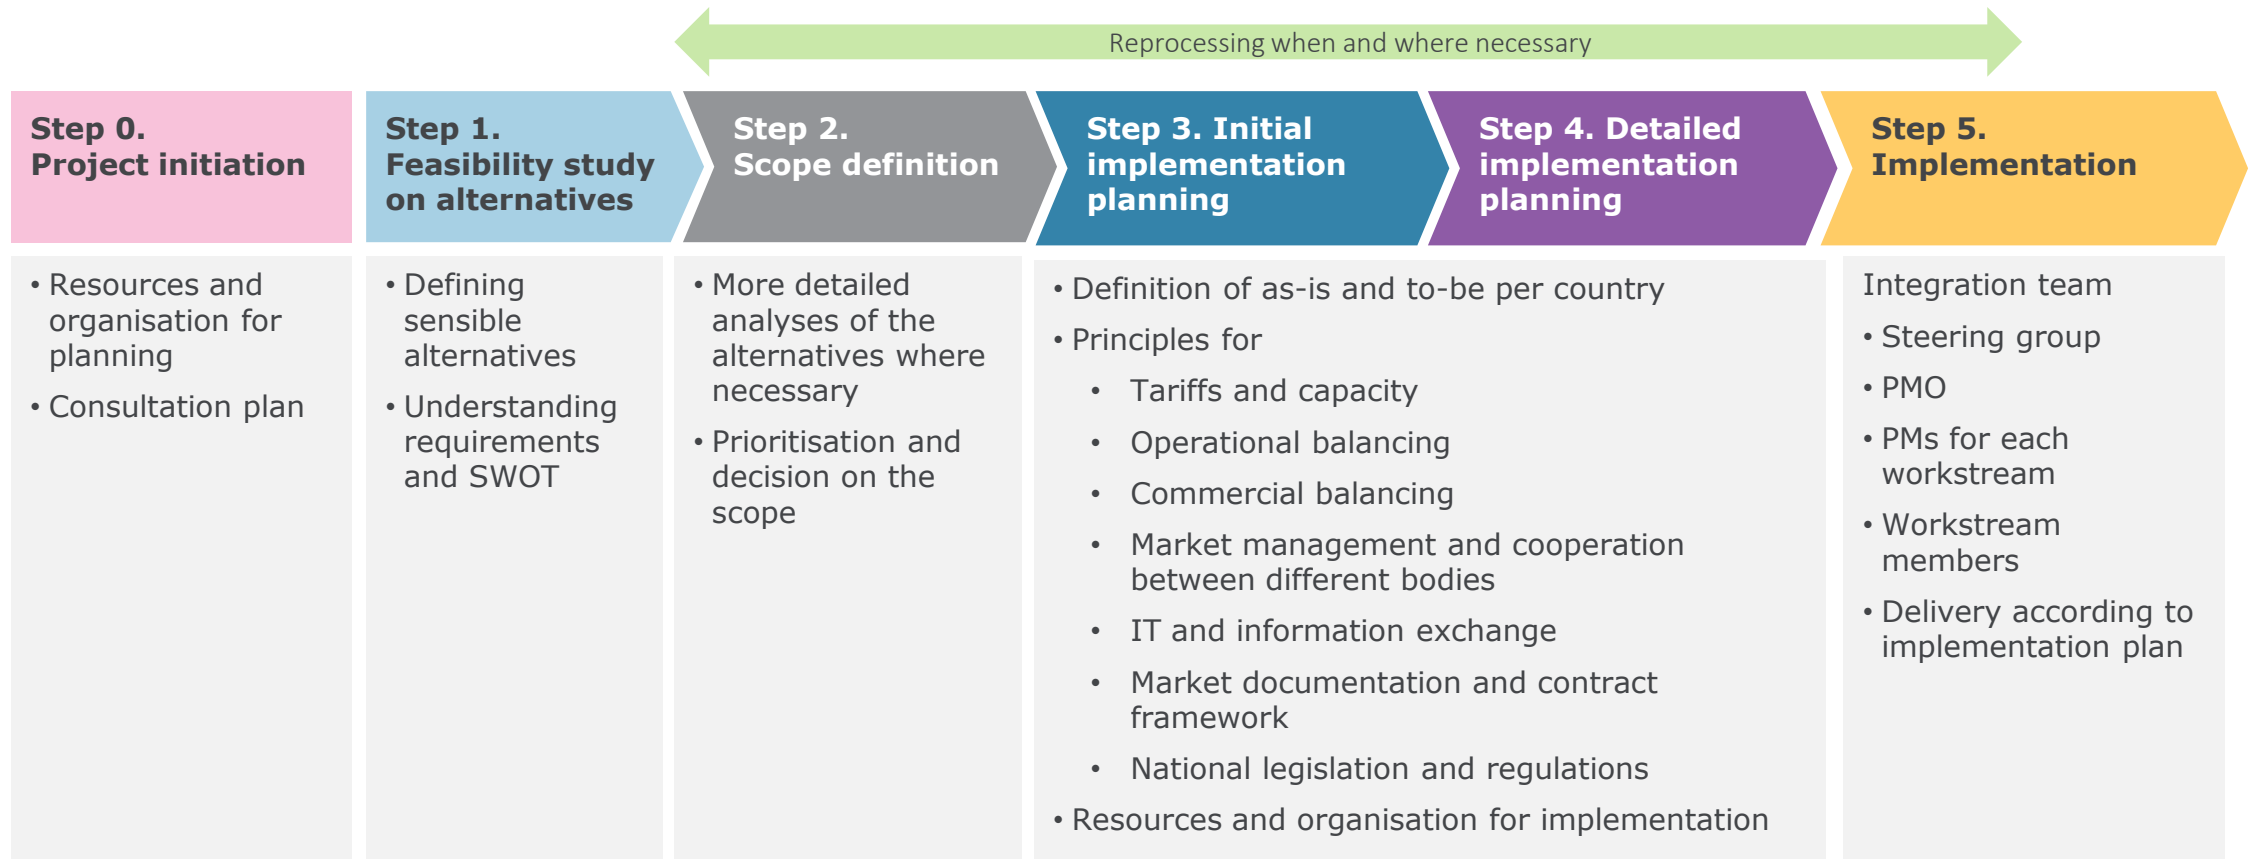 Reprocessing when and where necessary
Step 0.
Project initiation
Step 1.
Feasibility study
on alternatives
Step 2.
Scope definition
Step 3. Initial
implementation
planning
Step 4. Detailed
implementation
planning
Step 5.
Implementation
• Resources and
organisation for
planning
• Consultation plan
• Defining
sensible
alternatives
• Understanding
requirements
and SWOT
• More detailed
analyses of the
alternatives where
necessary
• Prioritisation and
decision on the
scope
• Definition of as-is and to-be per country
• Principles for
• Tariffs and capacity
• Operational balancing
• Commercial balancing
• Market management and cooperation
between different bodies
• IT and information exchange
• Market documentation and contract
framework
• National legislation and regulations
• Resources and organisation for implementation
Integration team
• Steering group
• PMO
• PMs for each
workstream
• Workstream
members
• Delivery according to
implementation plan